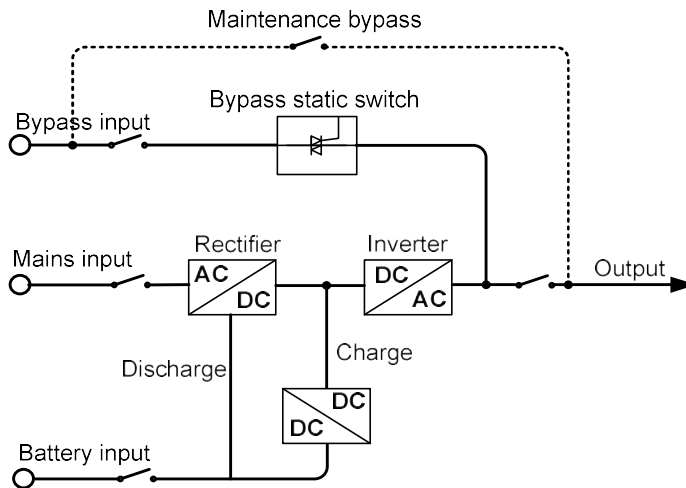 Maintenance bypass
Bypass static switch
Bypass input
Rectifier
Inverter
Mains input
AC
DC
DC
AC
Output
Discharge
Charge
DC
DC
Battery input